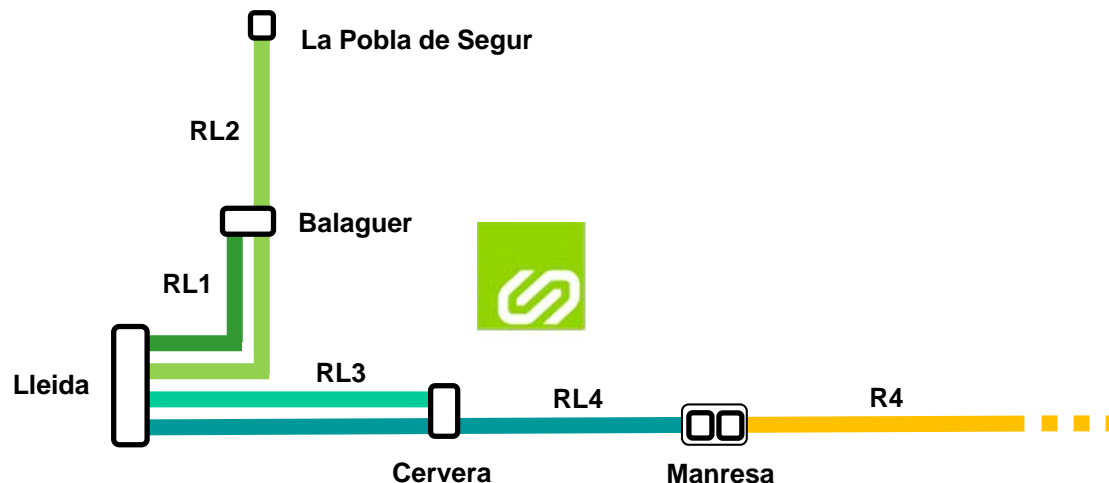 La Pobla de Segur
RL2
Balaguer
RL1
RL3
Lleida
RL4
R4
Cervera
Manresa